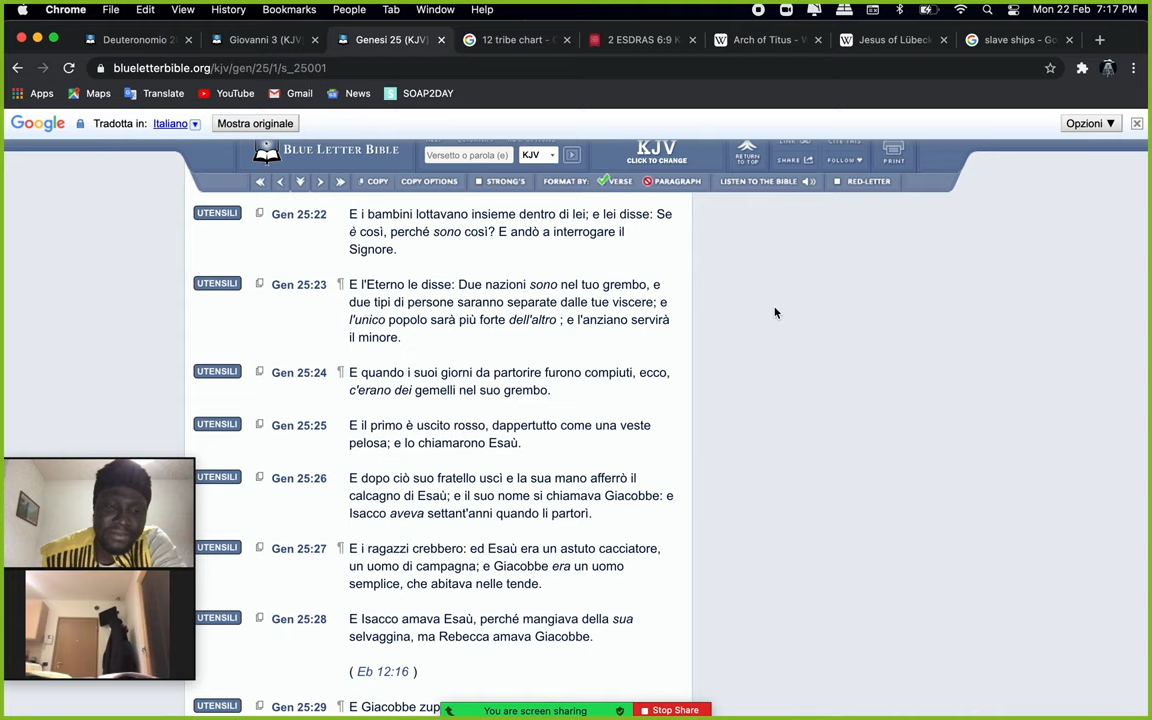 Chrome File Edit View History Bookmarks People Tab Window Help Mon 22 Feb 7:17 PM
Deuteronomio 2 Giovanni 3 (KJV) Genesi 25 (KJV) 12 tribe chart - G 2 ESDRAS 6:9 K Arch of Titus - W Jesus of Lübeck slave ships - Go
blueletterbible.org/kjv/gen/25/1/s_25001
Apps Maps Translate YouTube Gmail News SOAP2DAY
Google Tradotta in: Italiano Mostra originale Opzioni ▼
BLUE LETTER BIBLE Versetto o parola (e) KJV KJV CLICK TO CHANGE RETURN TO TOP SHARE FOLLOW PRINT
COPY COPY OPTIONS STRONG'S FORMAT BY: VERSE PARAGRAPH LISTEN TO THE BIBLE RED-LETTER
UTENSILI Gen 25:22 E i bambini lottavano insieme dentro di lei; e lei disse: Se
è così, perché sono così? E andò a interrogare il
Signore.
UTENSILI Gen 25:23 ¶ E l'Eterno le disse: Due nazioni sono nel tuo grembo, e
due tipi di persone saranno separate dalle tue viscere; e
l'unico popolo sarà più forte dell'altro ; e l'anziano servirà
il minore.
UTENSILI Gen 25:24 ¶ E quando i suoi giorni da partorire furono compiuti, ecco,
c'erano dei gemelli nel suo grembo.
UTENSILI Gen 25:25 E il primo è uscito rosso, dappertutto come una veste
pelosa; e lo chiamarono Esaù.
UTENSILI Gen 25:26 E dopo ciò suo fratello uscì e la sua mano afferrò il
calcagno di Esaù; e il suo nome si chiamava Giacobbe: e
Isacco aveva settant'anni quando li partorì.
UTENSILI Gen 25:27 ¶ E i ragazzi crebbero: ed Esaù era un astuto cacciatore,
un uomo di campagna; e Giacobbe era un uomo
semplice, che abitava nelle tende.
UTENSILI Gen 25:28 E Isacco amava Esaù, perché mangiava della sua
selvaggina, ma Rebecca amava Giacobbe.
( Eb 12:16 )
UTENSILI Gen 25:29 ¶ E Giacobbe zup
You are screen sharing Stop Share